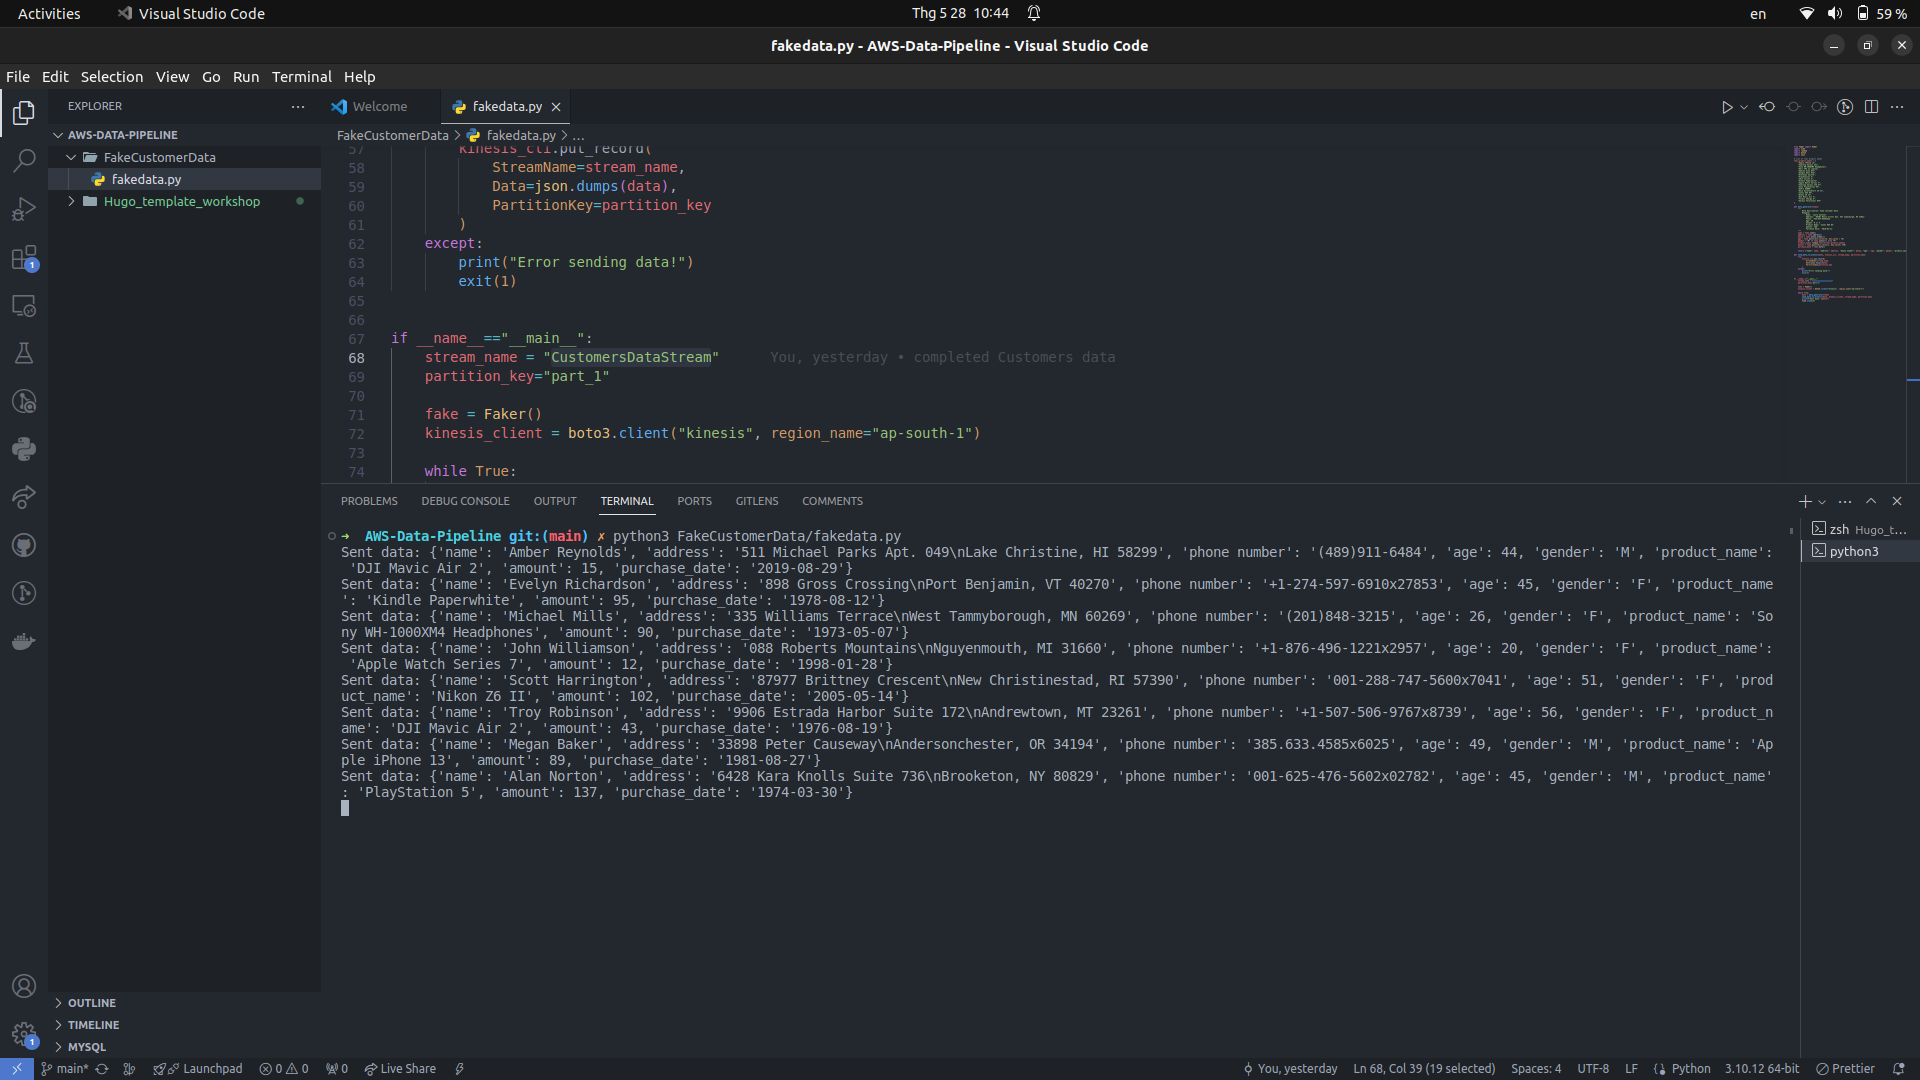 Activities Visual Studio Code Thg 5 28 10:44 en 59 %
fakedata.py - AWS-Data-Pipeline - Visual Studio Code
File Edit Selection View Go Run Terminal Help
EXPLORER Welcome fakedata.py
AWS-DATA-PIPELINE
FakeCustomerData
fakedata.py
Hugo_template_workshop
1
FakeCustomerData > fakedata.py > ...
57 Kinesis_cli.put_record(
58 StreamName=stream_name,
59 Data=json.dumps(data),
60 PartitionKey=partition_key
61 )
62 except:
63 print("Error sending data!")
64 exit(1)
65
66
67 if __name__=="__main__":
68 stream_name = "CustomersDataStream" You, yesterday • completed Customers data
69 partition_key="part_1"
70
71 fake = Faker()
72 kinesis_client = boto3.client("kinesis", region_name="ap-south-1")
73
74 while True:
PROBLEMS DEBUG CONSOLE OUTPUT TERMINAL PORTS GITLENS COMMENTS
➜ AWS-Data-Pipeline git:(main) ✗ python3 FakeCustomerData/fakedata.py
Sent data: {'name': 'Amber Reynolds', 'address': '511 Michael Parks Apt. 049\nLake Christine, HI 58299', 'phone number': '(489)911-6484', 'age': 44, 'gender': 'M', 'product_name':
'DJI Mavic Air 2', 'amount': 15, 'purchase_date': '2019-08-29'}
Sent data: {'name': 'Evelyn Richardson', 'address': '898 Gross Crossing\nPort Benjamin, VT 40270', 'phone number': '+1-274-597-6910x27853', 'age': 45, 'gender': 'F', 'product_name
': 'Kindle Paperwhite', 'amount': 95, 'purchase_date': '1978-08-12'}
Sent data: {'name': 'Michael Mills', 'address': '335 Williams Terrace\nWest Tammyborough, MN 60269', 'phone number': '(201)848-3215', 'age': 26, 'gender': 'F', 'product_name': 'So
ny WH-1000XM4 Headphones', 'amount': 90, 'purchase_date': '1973-05-07'}
Sent data: {'name': 'John Williamson', 'address': '088 Roberts Mountains\nNguyenmouth, MI 31660', 'phone number': '+1-876-496-1221x2957', 'age': 20, 'gender': 'F', 'product_name':
'Apple Watch Series 7', 'amount': 12, 'purchase_date': '1998-01-28'}
Sent data: {'name': 'Scott Harrington', 'address': '87977 Brittney Crescent\nNew Christinestad, RI 57390', 'phone number': '001-288-747-5600x7041', 'age': 51, 'gender': 'F', 'prod
uct_name': 'Nikon Z6 II', 'amount': 102, 'purchase_date': '2005-05-14'}
Sent data: {'name': 'Troy Robinson', 'address': '9906 Estrada Harbor Suite 172\nAndrewtown, MT 23261', 'phone number': '+1-507-506-9767x8739', 'age': 56, 'gender': 'F', 'product_n
ame': 'DJI Mavic Air 2', 'amount': 43, 'purchase_date': '1976-08-19'}
Sent data: {'name': 'Megan Baker', 'address': '33898 Peter Causeway\nAndersonchester, OR 34194', 'phone number': '385.633.4585x6025', 'age': 49, 'gender': 'M', 'product_name': 'Ap
ple iPhone 13', 'amount': 89, 'purchase_date': '1981-08-27'}
Sent data: {'name': 'Alan Norton', 'address': '6428 Kara Knolls Suite 736\nBrooketon, NY 80829', 'phone number': '001-625-476-5602x02782', 'age': 45, 'gender': 'M', 'product_name'
: 'PlayStation 5', 'amount': 137, 'purchase_date': '1974-03-30'}
zsh Hugo_t...
python3
OUTLINE
TIMELINE
MYSQL
1
main* Launchpad 0 0 0 Live Share You, yesterday Ln 68, Col 39 (19 selected) Spaces: 4 UTF-8 LF Python 3.10.12 64-bit Prettier